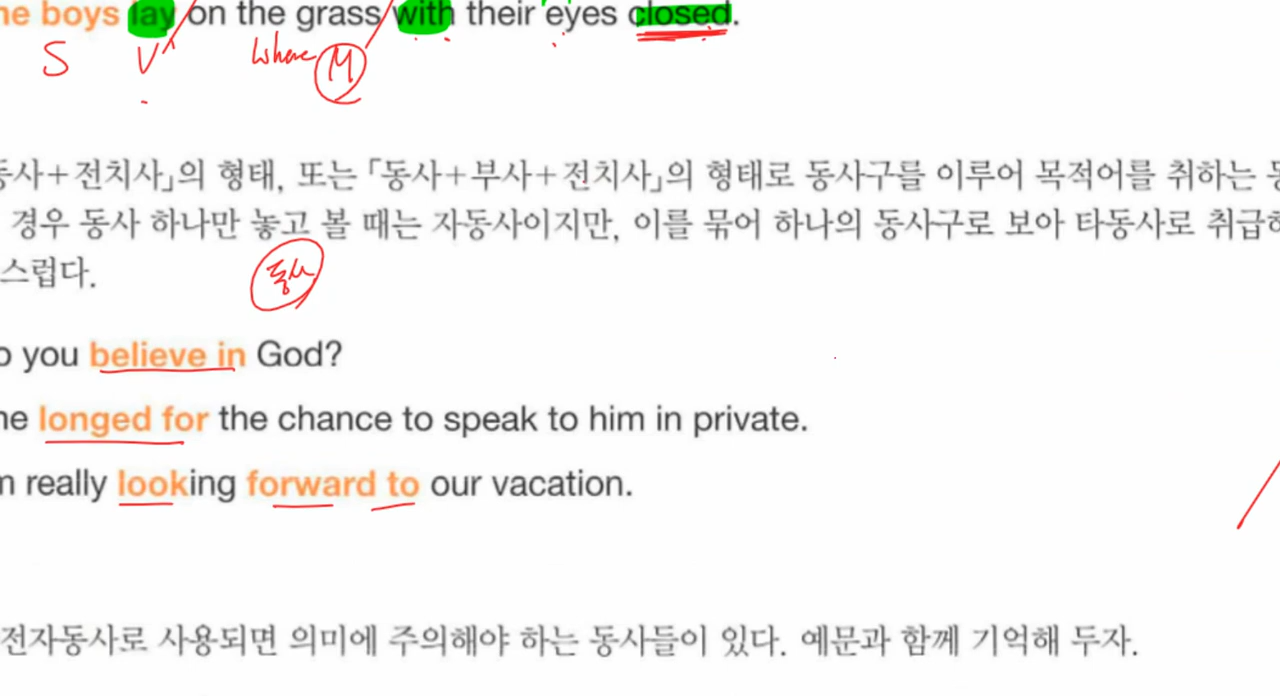 ne boys lay on the grass with their eyes closed.
S V where M
동사+전치사」의 형태, 또는 「동사+부사+전치사」의 형태로 동사구를 이루어 목적어를 취하는
경우 동사 하나만 놓고 볼 때는 자동사이지만, 이를 묶어 하나의 동사구로 보아 타동사로 취급하
스럽다.
동사
o you believe in God?
ne longed for the chance to speak to him in private.
m really looking forward to our vacation.
전자동사로 사용되면 의미에 주의해야 하는 동사들이 있다. 예문과 함께 기억해 두자.